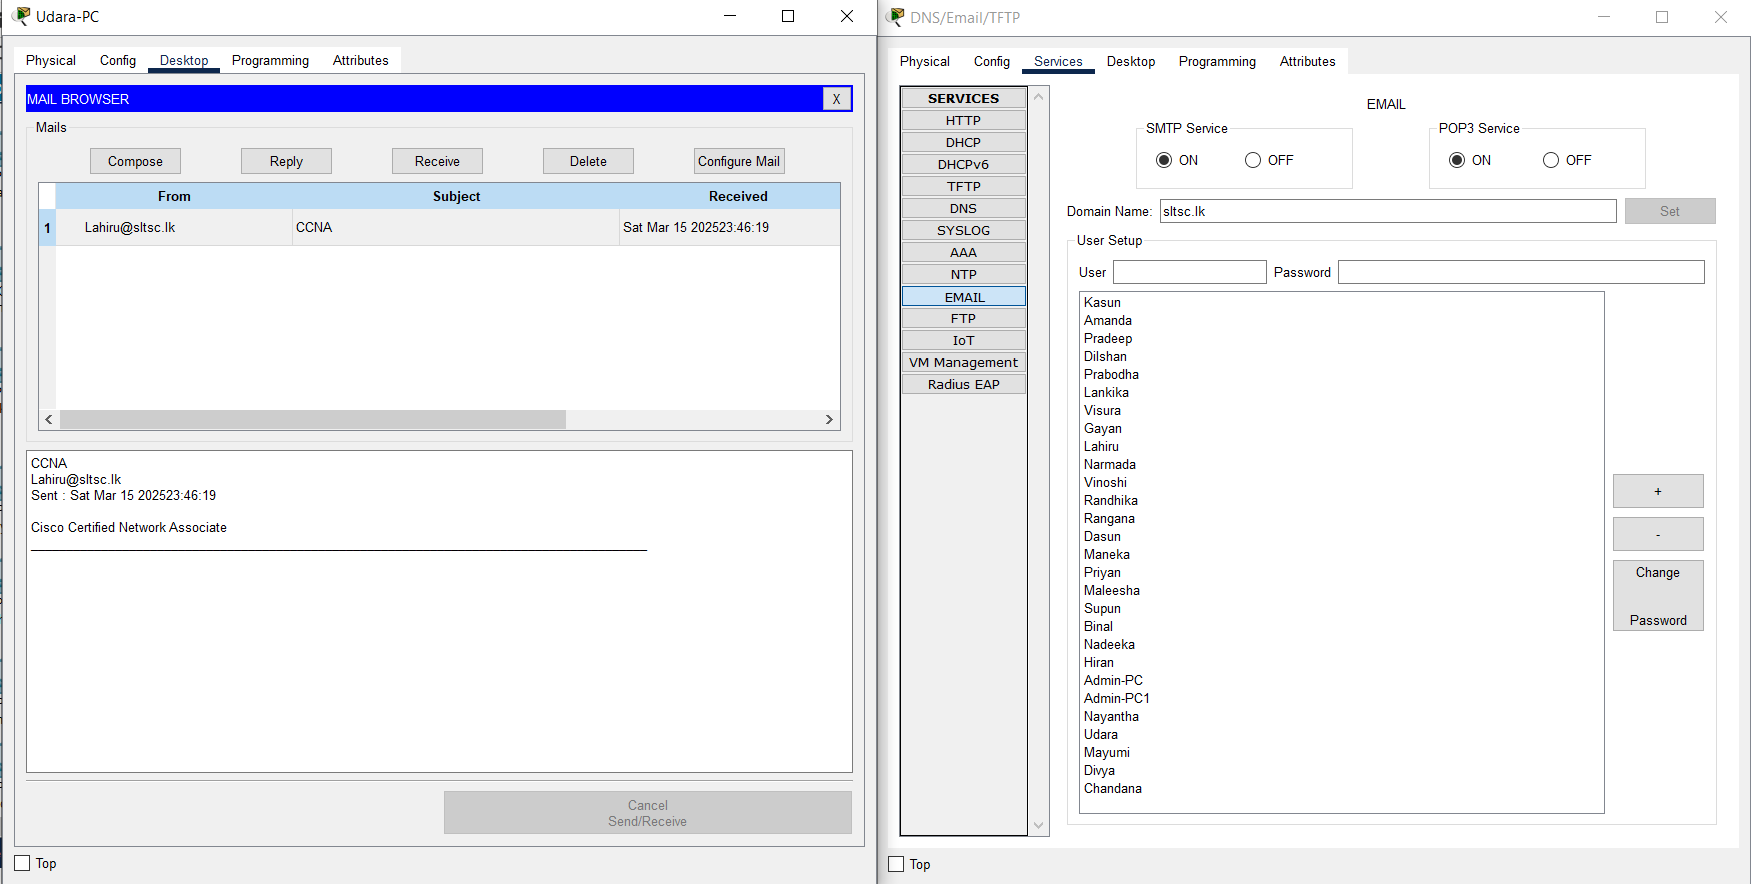 Udara-PC
Physical Config Desktop Programming Attributes
MAIL BROWSER X
Mails
Compose Reply Receive Delete Configure Mail
From Subject Received
1 Lahiru@sltsc.lk CCNA Sat Mar 15 202523:46:19
CCNA
Lahiru@sltsc.lk
Sent : Sat Mar 15 202523:46:19
Cisco Certified Network Associate
Cancel
Send/Receive
Top
DNS/Email/TFTP
Physical Config Services Desktop Programming Attributes
SERVICES
HTTP
DHCP
DHCPv6
TFTP
DNS
SYSLOG
AAA
NTP
EMAIL
FTP
IoT
VM Management
Radius EAP
EMAIL
SMTP Service
ON OFF
POP3 Service
ON OFF
Domain Name: sltsc.lk Set
User Setup
User Password
Kasun
Amanda
Pradeep
Dilshan
Prabodha
Lankika
Visura
Gayan
Lahiru
Narmada
Vinoshi
Randhika
Rangana
Dasun
Maneka
Priyan
Maleesha
Supun
Binal
Nadeeka
Hiran
Admin-PC
Admin-PC1
Nayantha
Udara
Mayumi
Divya
Chandana
+
-
Change
Password
Top